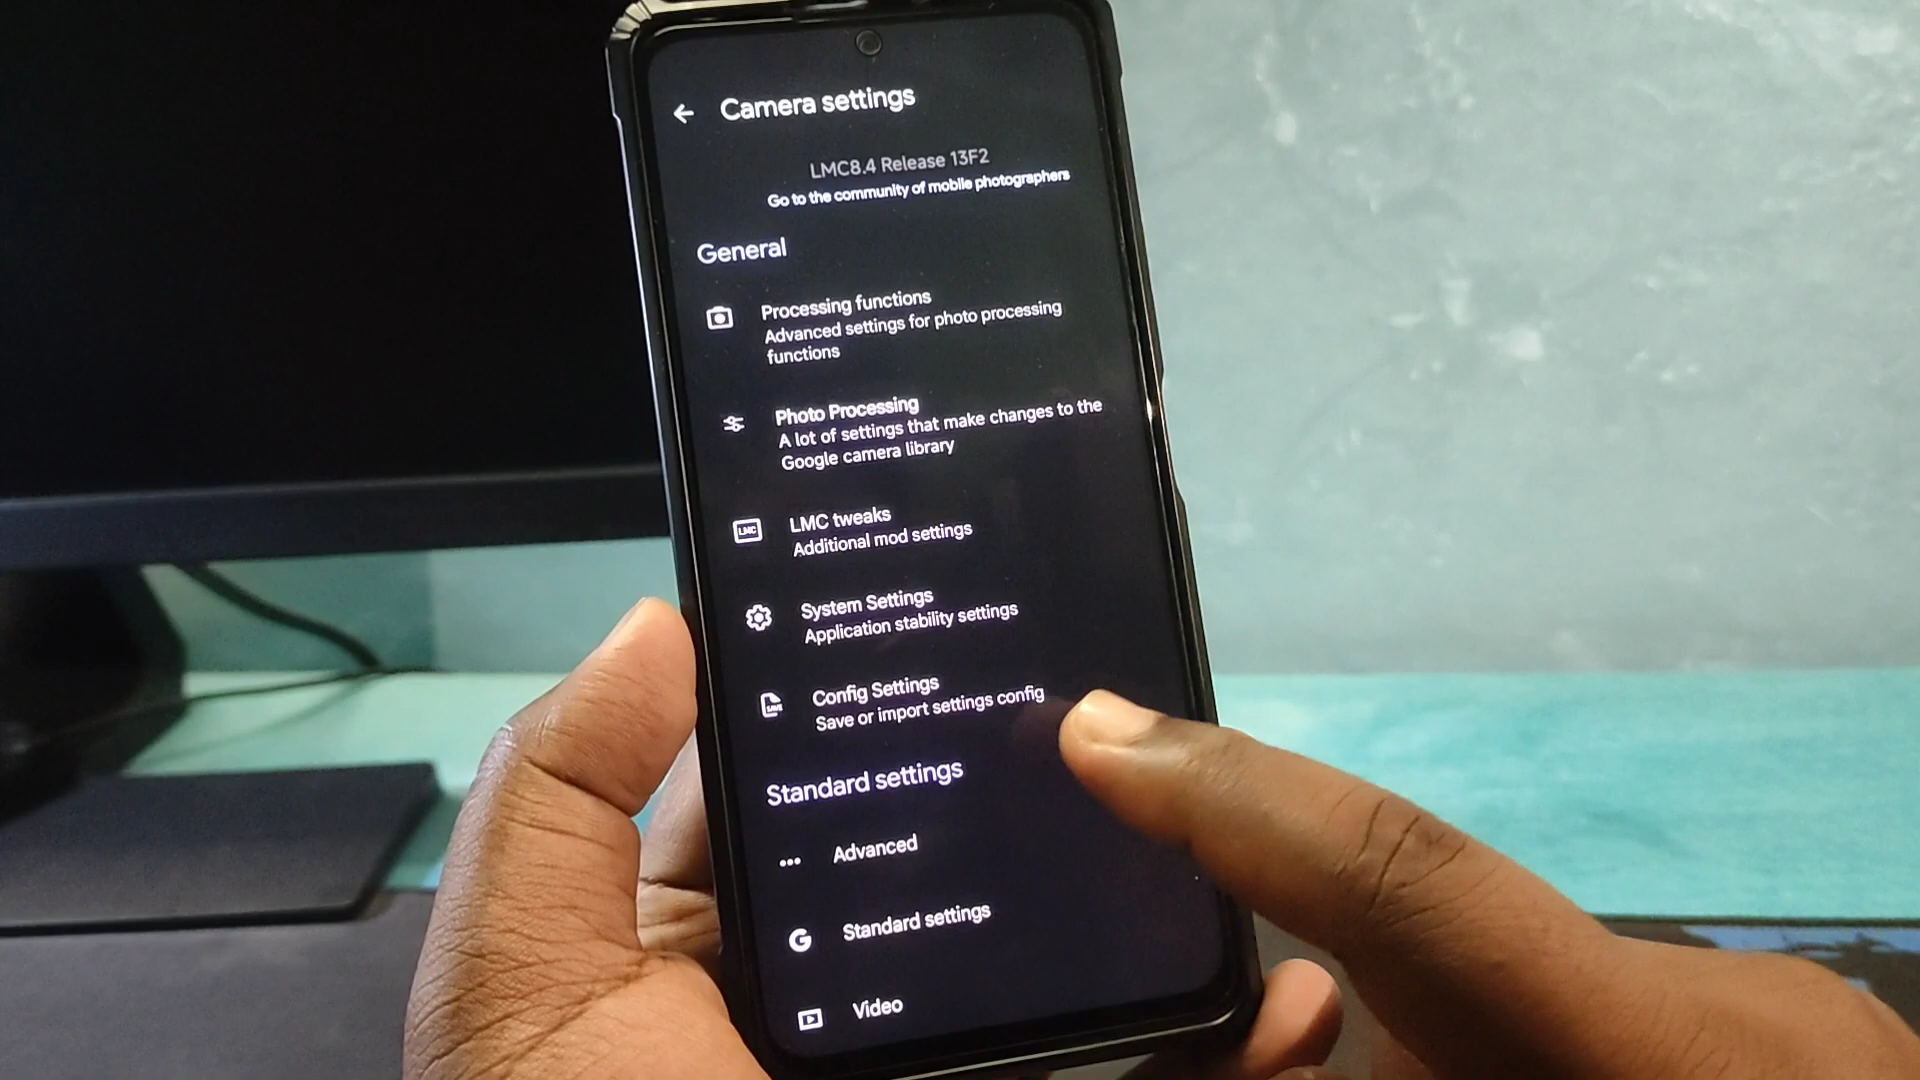 Camera settings
LMC8.4 Release 13F2
Go to the community of mobile photographers
General
Processing functions
Advanced settings for photo processing
functions
Photo Processing
A lot of settings that make changes to the
Google camera library
LMC
LMC tweaks
Additional mod settings
System Settings
Application stability settings
SAVE
Config Settings
Save or import settings config
Standard settings
Advanced
G
Standard settings
Video